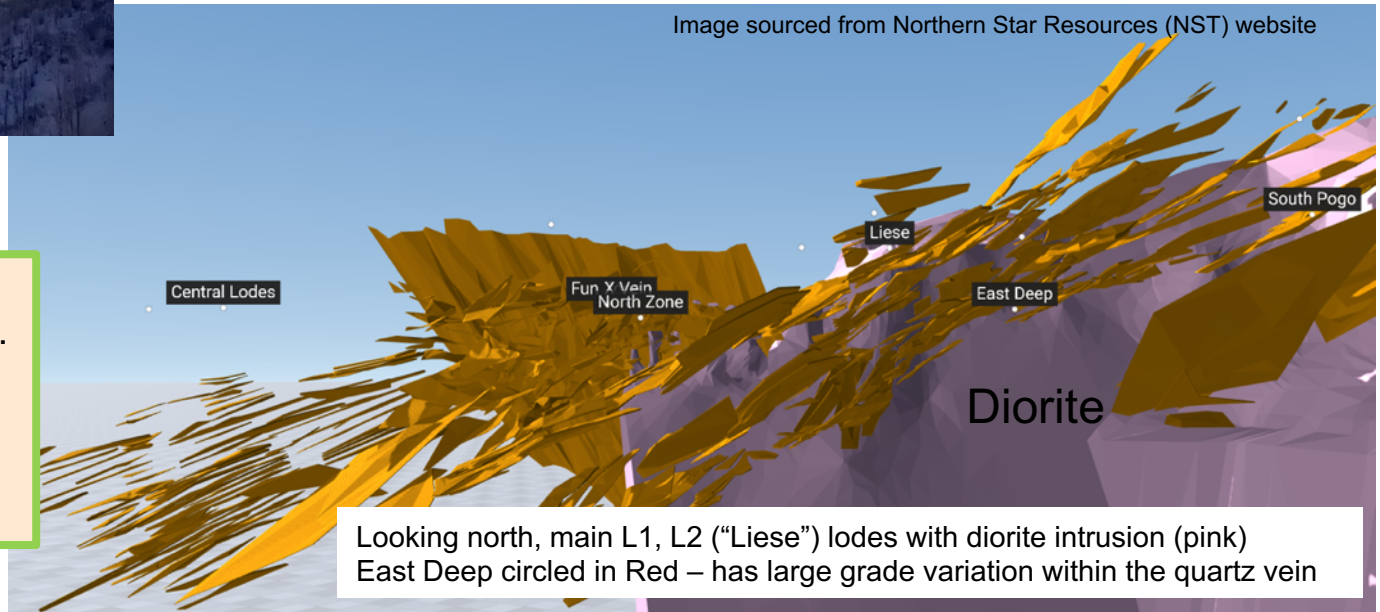 Image sourced from Northern Star Resources (NST) website
South Pogo
Liese
Central Lodes
Fun X Vein
North Zone
East Deep
.
Diorite
Looking north, main L1, L2 (“Liese”) lodes with diorite intrusion (pink)
East Deep circled in Red – has large grade variation within the quartz vein